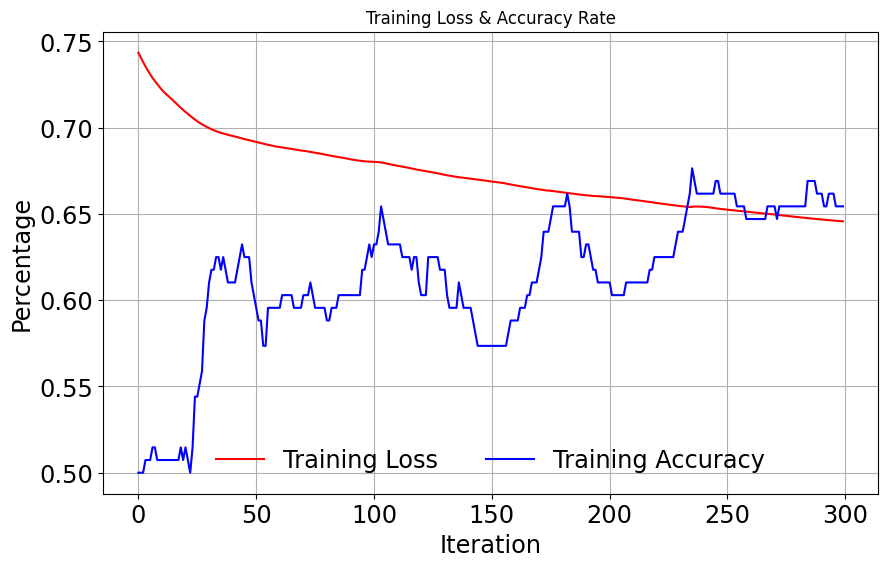 Training Loss & Accuracy Rate
0.75
0.70
0.65
0.60
0.55
0.50
Percentage
Training Loss
Training Accuracy
0
50
100
150
200
250
300
Iteration